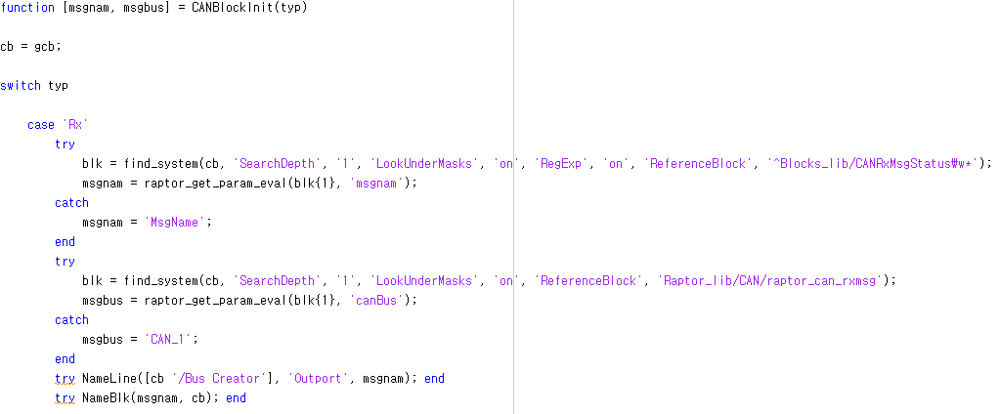 function [msgnam, msgbus] = CANBlockInit(typ)
cb = gcb;
switch typ
case 'Rx'
try
blk = find_system(cb, 'SearchDepth', '1', 'LookUnderMasks', 'on', 'RegExp', 'on', 'ReferenceBlock', '^Blocks_lib/CANRxMsgStatus₩w*');
msgnam = raptor_get_param_eval(blk{1}, 'msgnam');
catch
msgnam = 'MsgName';
end
try
blk = find_system(cb, 'SearchDepth', '1', 'LookUnderMasks', 'on', 'ReferenceBlock', 'Raptor_lib/CAN/raptor_can_rxmsg');
msgbus = raptor_get_param_eval(blk{1}, 'canBus');
catch
msgbus = 'CAN_1';
end
try NameLine([cb '/Bus Creator'], 'Outport', msgnam); end
try NameBlk(msgnam, cb); end